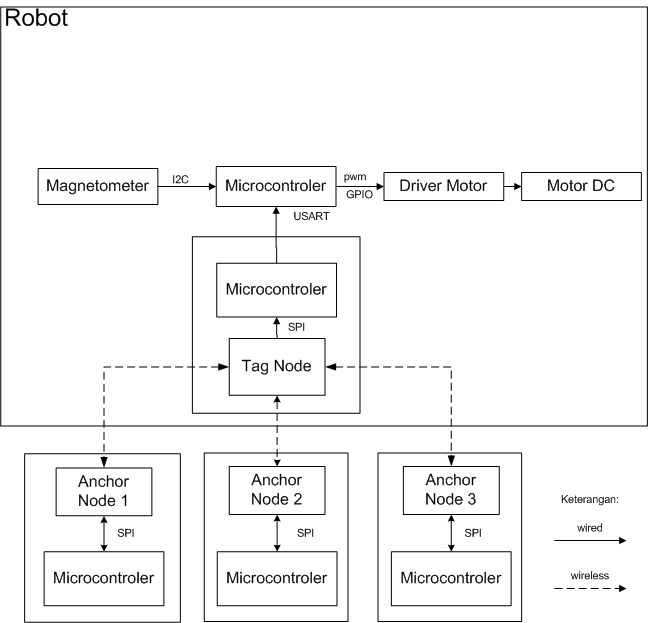 Robot
Magnetometer
I2C
Microcontroler
pwm
GPIO
Driver Motor
Motor DC
USART
Microcontroler
SPI
Tag Node
Anchor
Node 1
SPI
Microcontroler
Anchor
Node 2
SPI
Microcontroler
Anchor
Node 3
SPI
Microcontroler
Keterangan:
wired
wireless